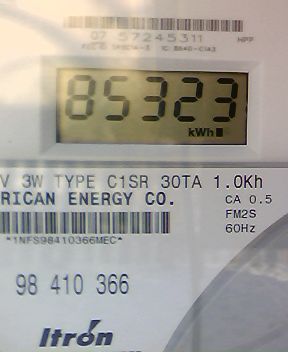 07 57245311 HPP
85323
kWh
V 3W TYPE C1SR 30TA 1.0Kh
RICAN ENERGY CO. CA 0.5
FM2S
*1NFS98410366MEC* 60Hz
98 410 366
Itron